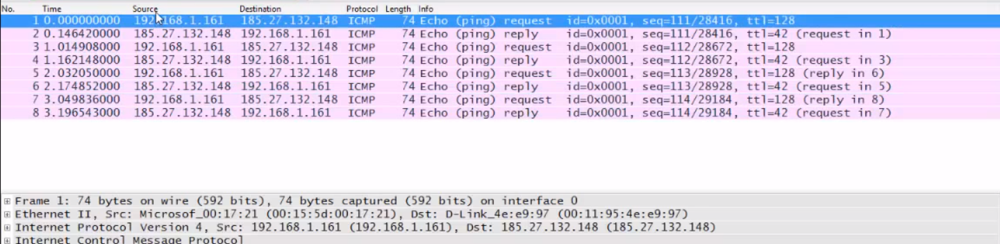 No. Time Source Destination Protocol Length Info
1 0.000000000 192.168.1.161 185.27.132.148 ICMP 74 Echo (ping) request id=0x0001, seq=111/28416, ttl=128
2 0.146420000 185.27.132.148 192.168.1.161 ICMP 74 Echo (ping) reply id=0x0001, seq=111/28416, ttl=42 (request in 1)
3 1.014908000 192.168.1.161 185.27.132.148 ICMP 74 Echo (ping) request id=0x0001, seq=112/28672, ttl=128
4 1.162148000 185.27.132.148 192.168.1.161 ICMP 74 Echo (ping) reply id=0x0001, seq=112/28672, ttl=42 (request in 3)
5 2.032050000 192.168.1.161 185.27.132.148 ICMP 74 Echo (ping) request id=0x0001, seq=113/28928, ttl=128 (reply in 6)
6 2.174852000 185.27.132.148 192.168.1.161 ICMP 74 Echo (ping) reply id=0x0001, seq=113/28928, ttl=42 (request in 5)
7 3.049836000 192.168.1.161 185.27.132.148 ICMP 74 Echo (ping) request id=0x0001, seq=114/29184, ttl=128 (reply in 8)
8 3.196543000 185.27.132.148 192.168.1.161 ICMP 74 Echo (ping) reply id=0x0001, seq=114/29184, ttl=42 (request in 7)
Frame 1: 74 bytes on wire (592 bits), 74 bytes captured (592 bits) on interface 0
Ethernet II, Src: Microsof_00:17:21 (00:15:5d:00:17:21), Dst: D-Link_4e:e9:97 (00:11:95:4e:e9:97)
Internet Protocol Version 4, Src: 192.168.1.161 (192.168.1.161), Dst: 185.27.132.148 (185.27.132.148)
Internet Control Message Protocol